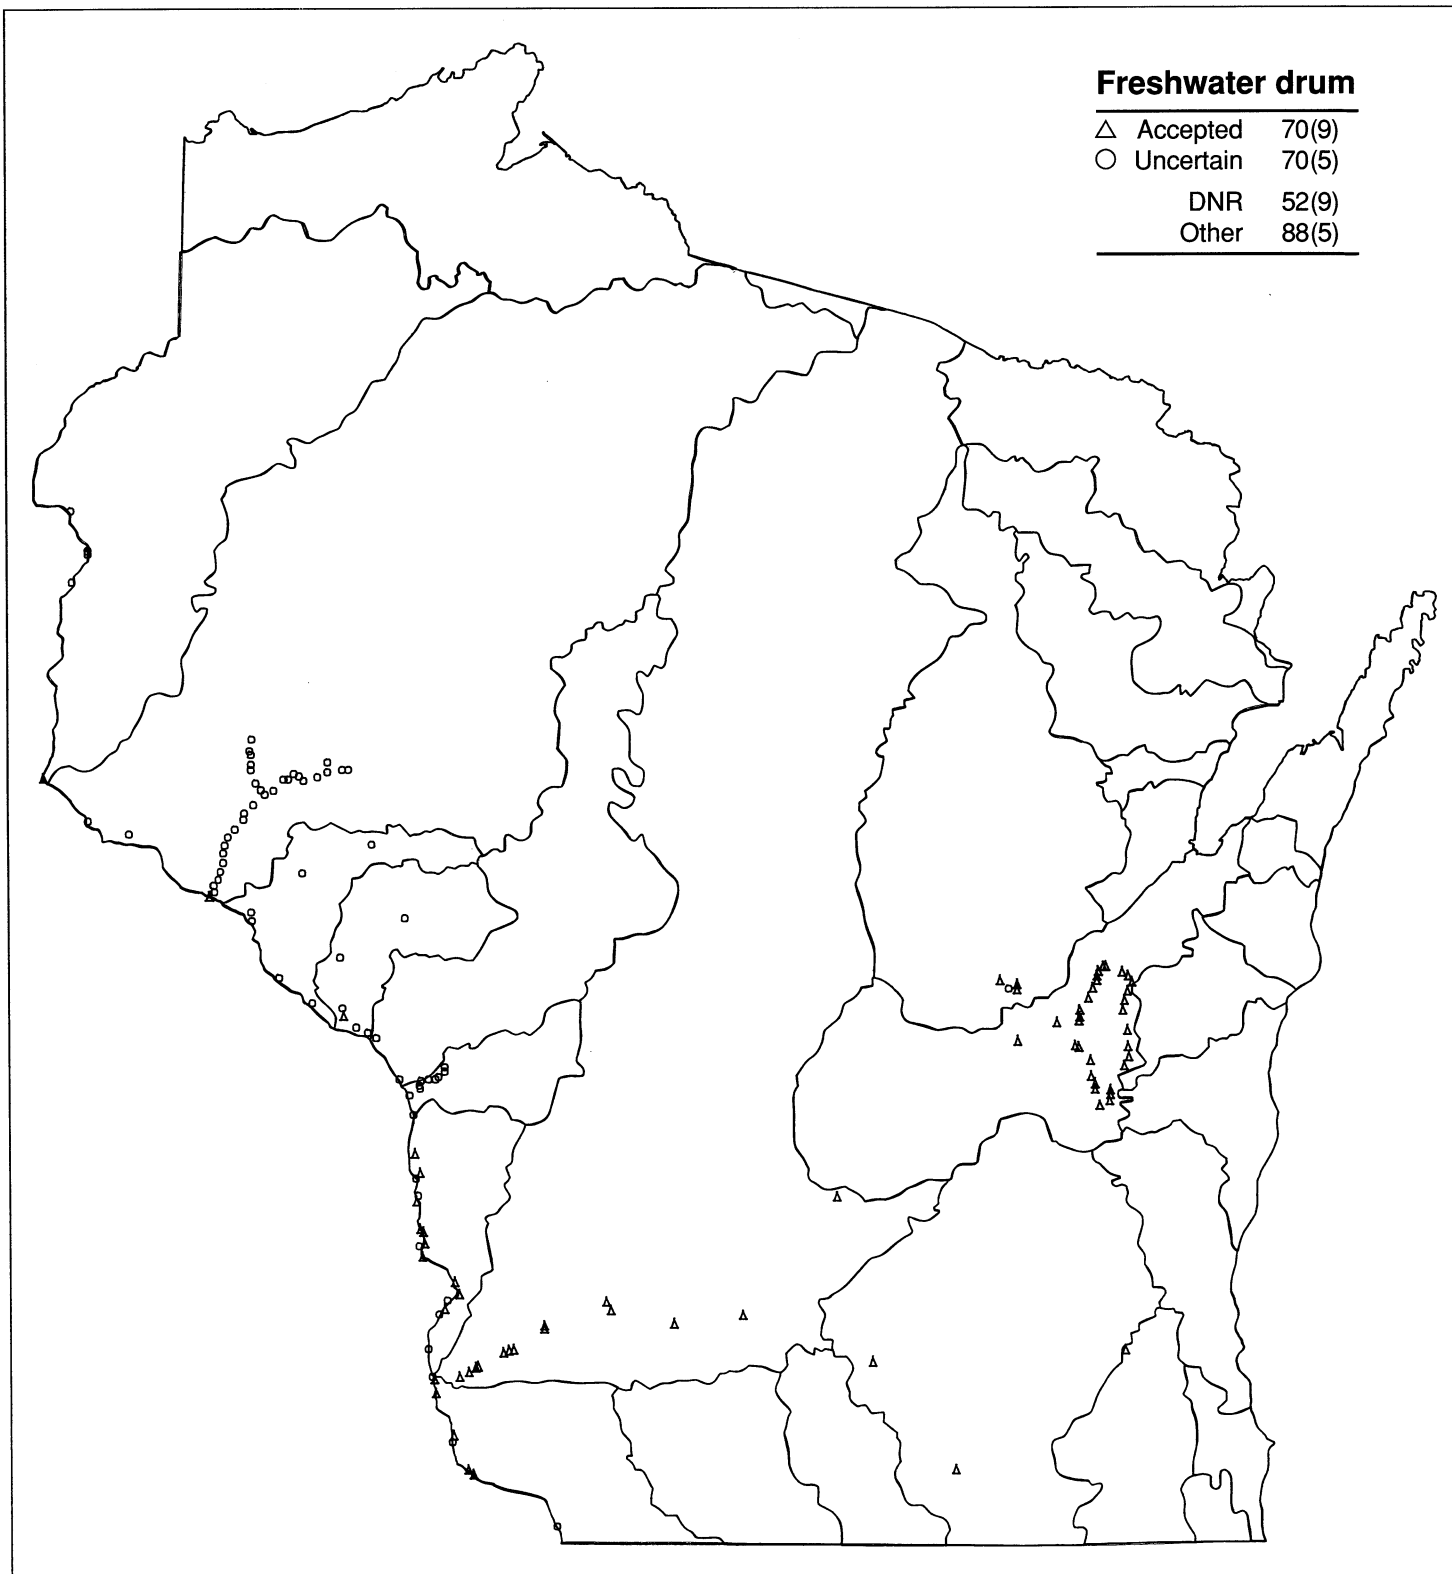 Freshwater drum
△ Accepted 70(9)
○ Uncertain 70(5)
DNR 52(9)
Other 88(5)